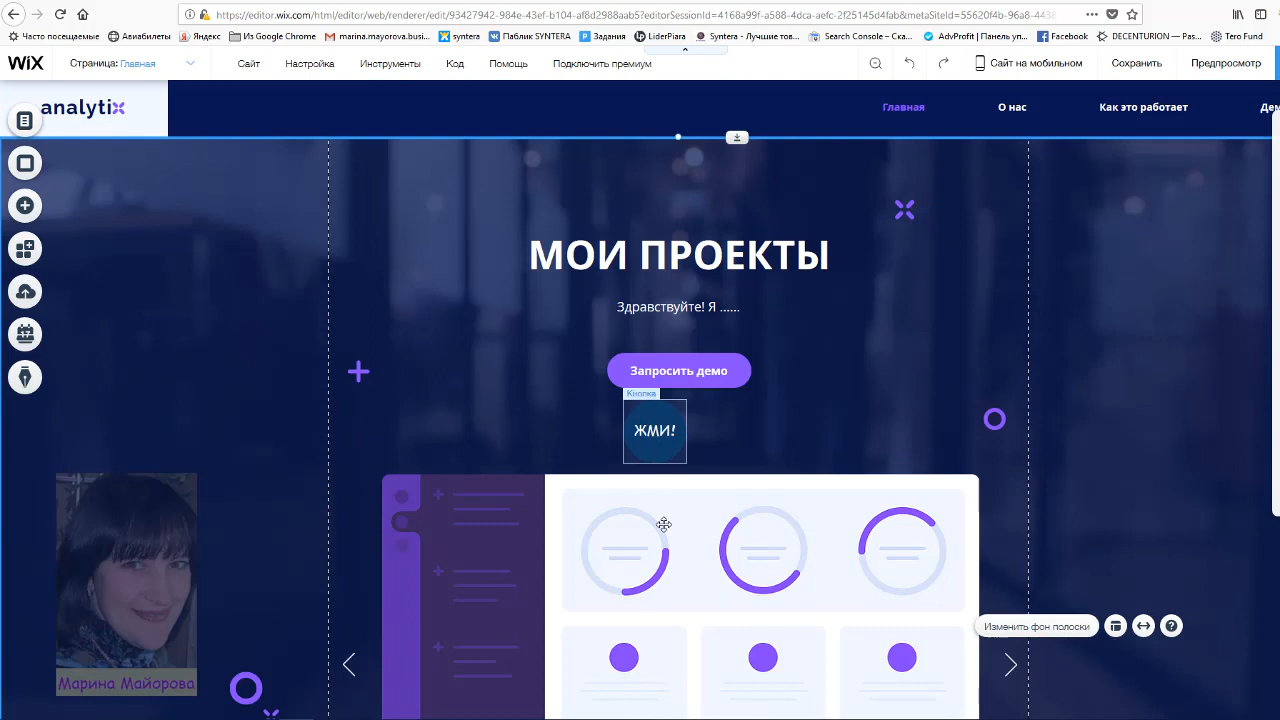 https://editor.wix.com/html/editor/web/renderer/edit/93427942-984e-43ef-b104-af8d2988aab5?editorSessionId=4168a99f-a588-4dca-aefc-2f25145d4fab&metaSiteId=55620f4b-96a8-4438
Часто посещаемые Авиабилеты Яндекс Из Google Chrome marina.mayorova.busi... syntera Паблик SYNTERA Задания LiderPiara Syntera - Лучшие тов... Search Console – Ска... AdvProfit | Панель уп... Facebook DECENTURION — Раз... Tero Fund
WiX Страница: Главная Сайт Настройка Инструменты Код Помощь Подключить премиум Сайт на мобильном Сохранить Предпросмотр
analytix Главная О нас Как это работает Дем
МОИ ПРОЕКТЫ
Здравствуйте! Я ......
Запросить демо
Кнопка
ЖМИ!
Изменить фон полоски
Марина Майорова